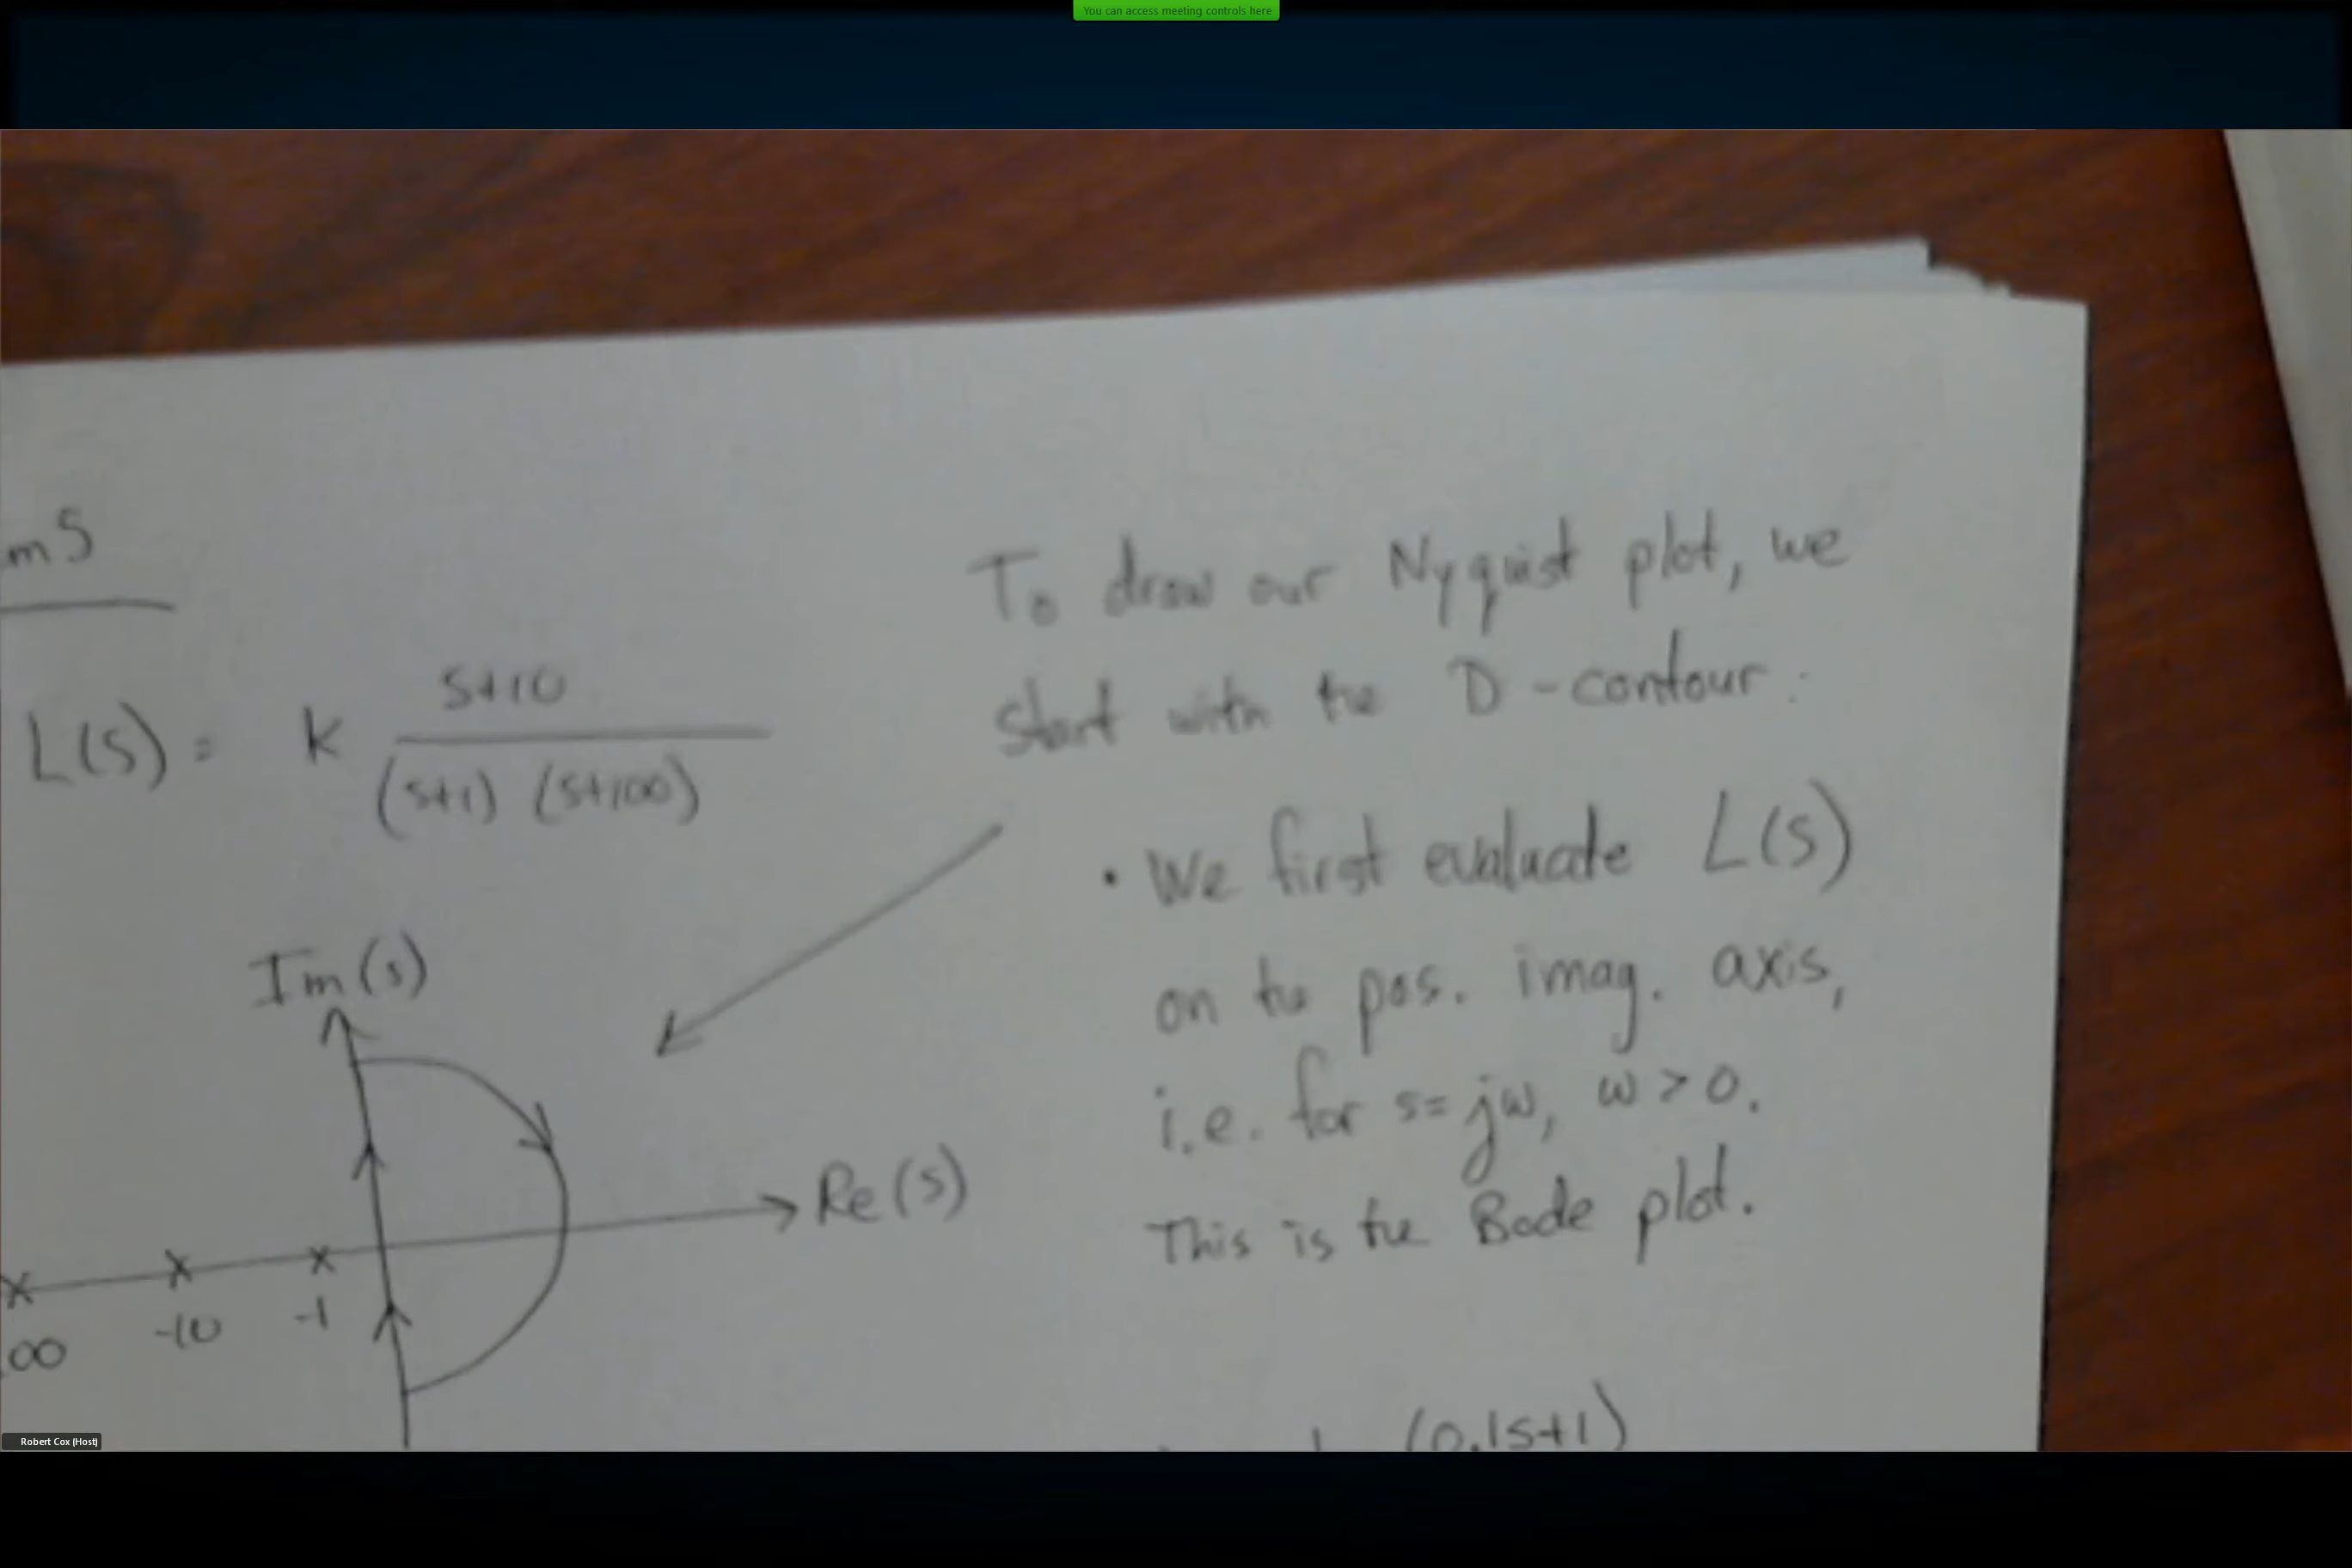 You can access meeting controls here
m 5
L(s) = k s+10
(s+1) (s+100)
Im(s)
Re(s)
-10
-1
00
To draw our Nyquist plot, we
start with the D-contour:
• We first evaluate L(s)
on the pos. imag. axis,
i.e. for s=jω, ω>0.
This is the Bode plot.
(0.1s+1)
Robert Cox (Host)